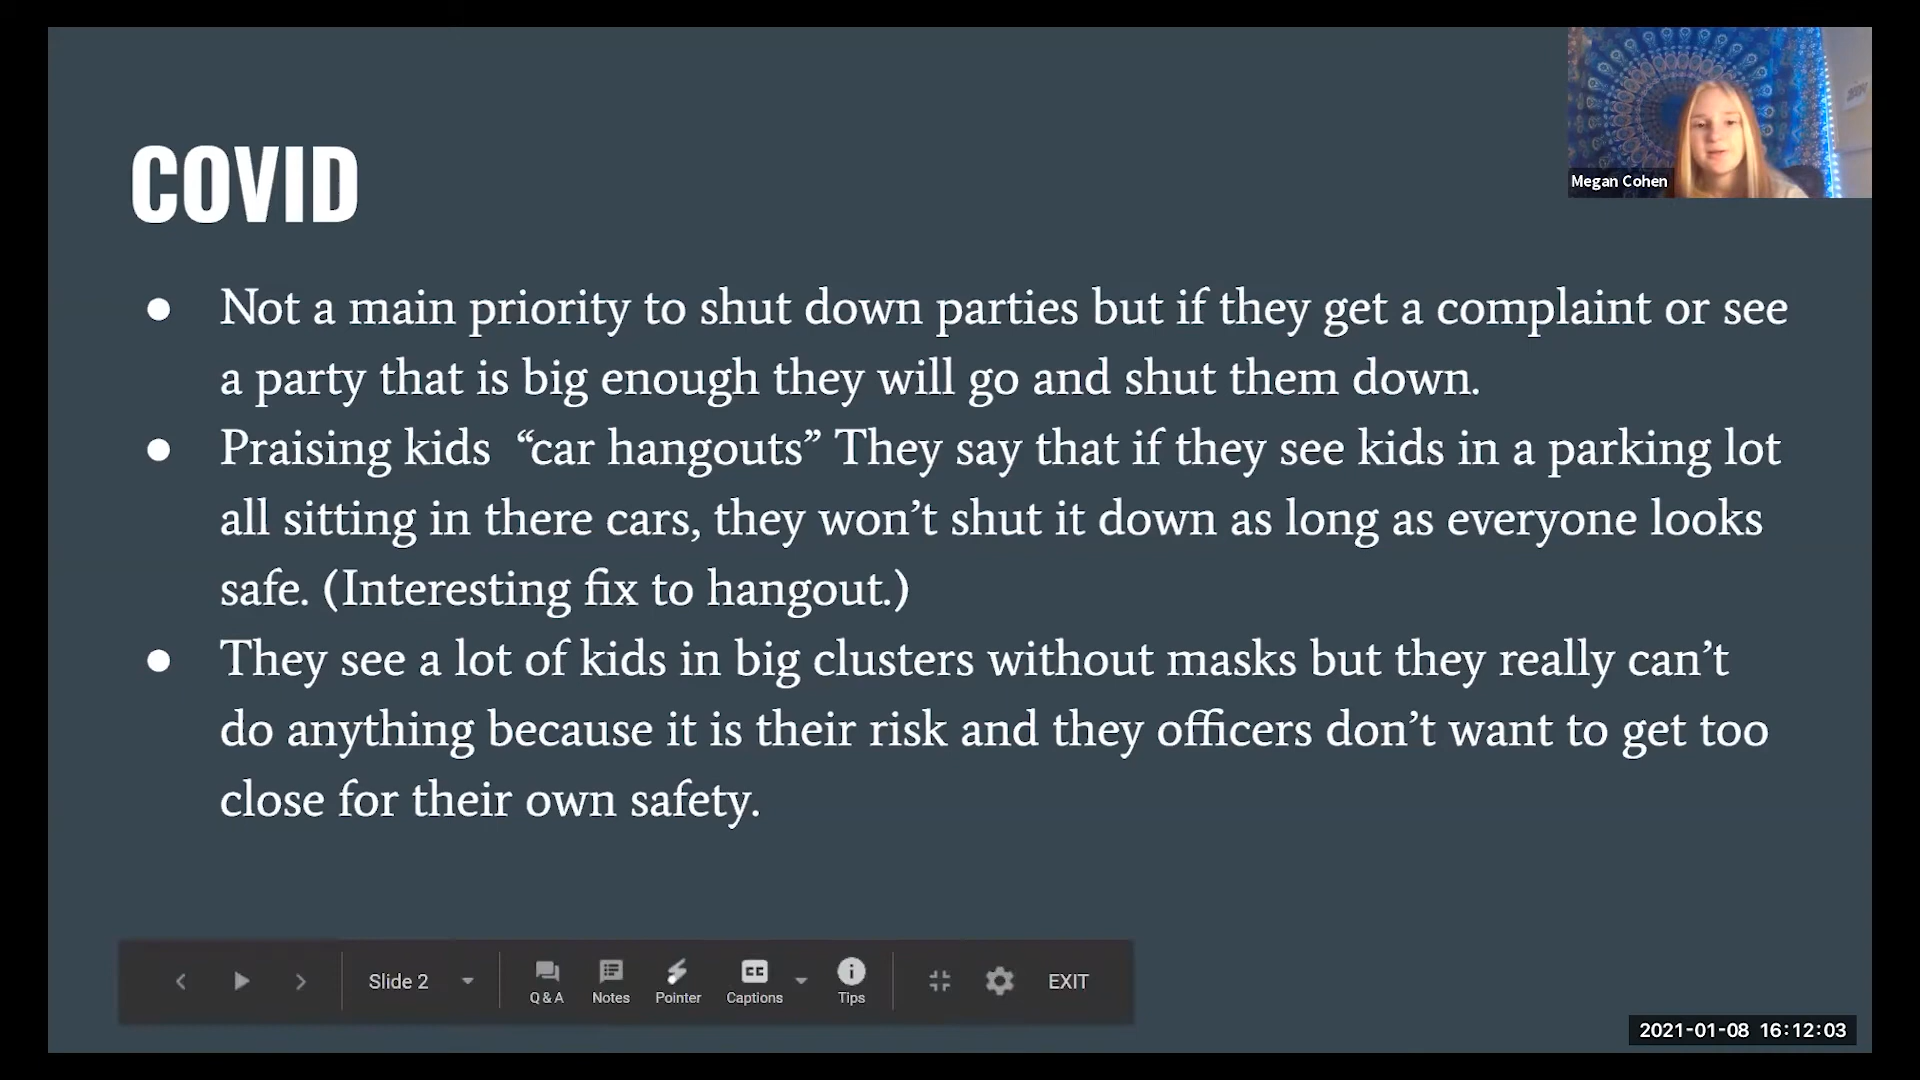 COVID
Megan Cohen
● Not a main priority to shut down parties but if they get a complaint or see
a party that is big enough they will go and shut them down.
● Praising kids “car hangouts” They say that if they see kids in a parking lot
all sitting in there cars, they won’t shut it down as long as everyone looks
safe. (Interesting fix to hangout.)
● They see a lot of kids in big clusters without masks but they really can’t
do anything because it is their risk and they officers don’t want to get too
close for their own safety.
Slide 2
Q & A
Notes
Pointer
CC
Captions
Tips
EXIT
2021-01-08 16:12:03